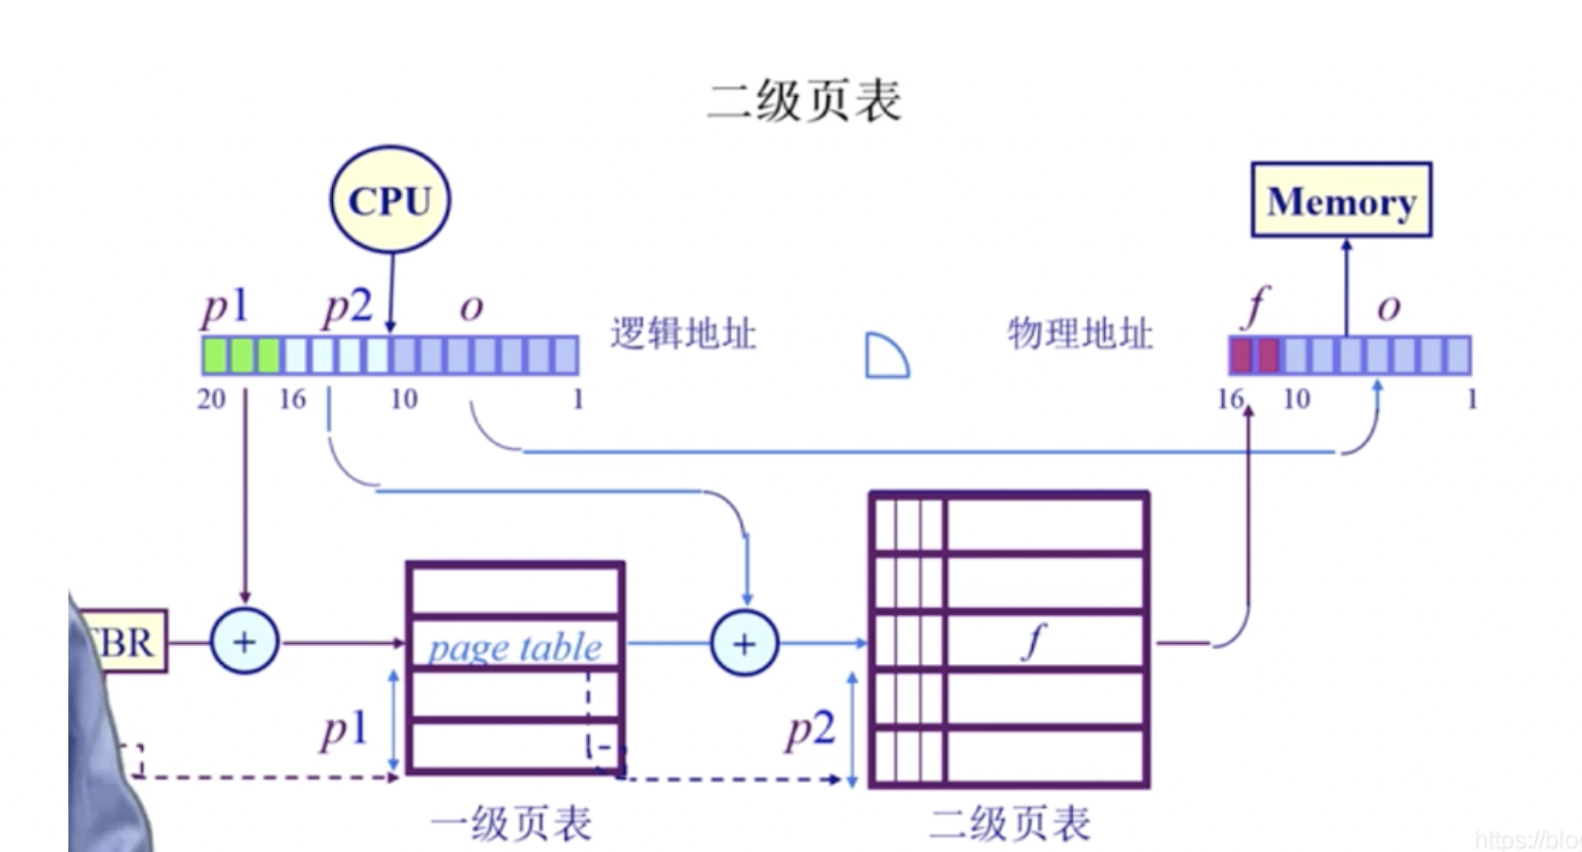 二级页表
CPU
Memory
p1 p2 o
逻辑地址
物理地址
f o
20 16 10 1
16 10 1
BR
+
page table
+
f
p1
p2
一级页表
二级页表
https://blo